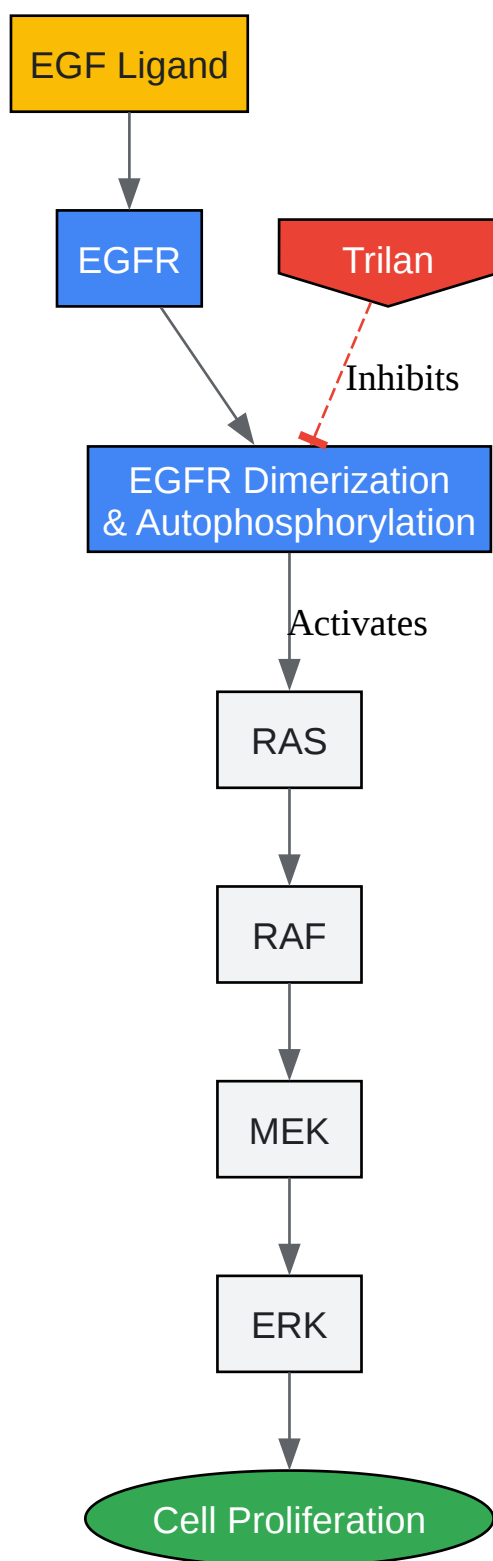 EGF Ligand
EGFR
Trilan
Inhibits
EGFR Dimerization
& Autophosphorylation
Activates
RAS
RAF
MEK
ERK
Cell Proliferation